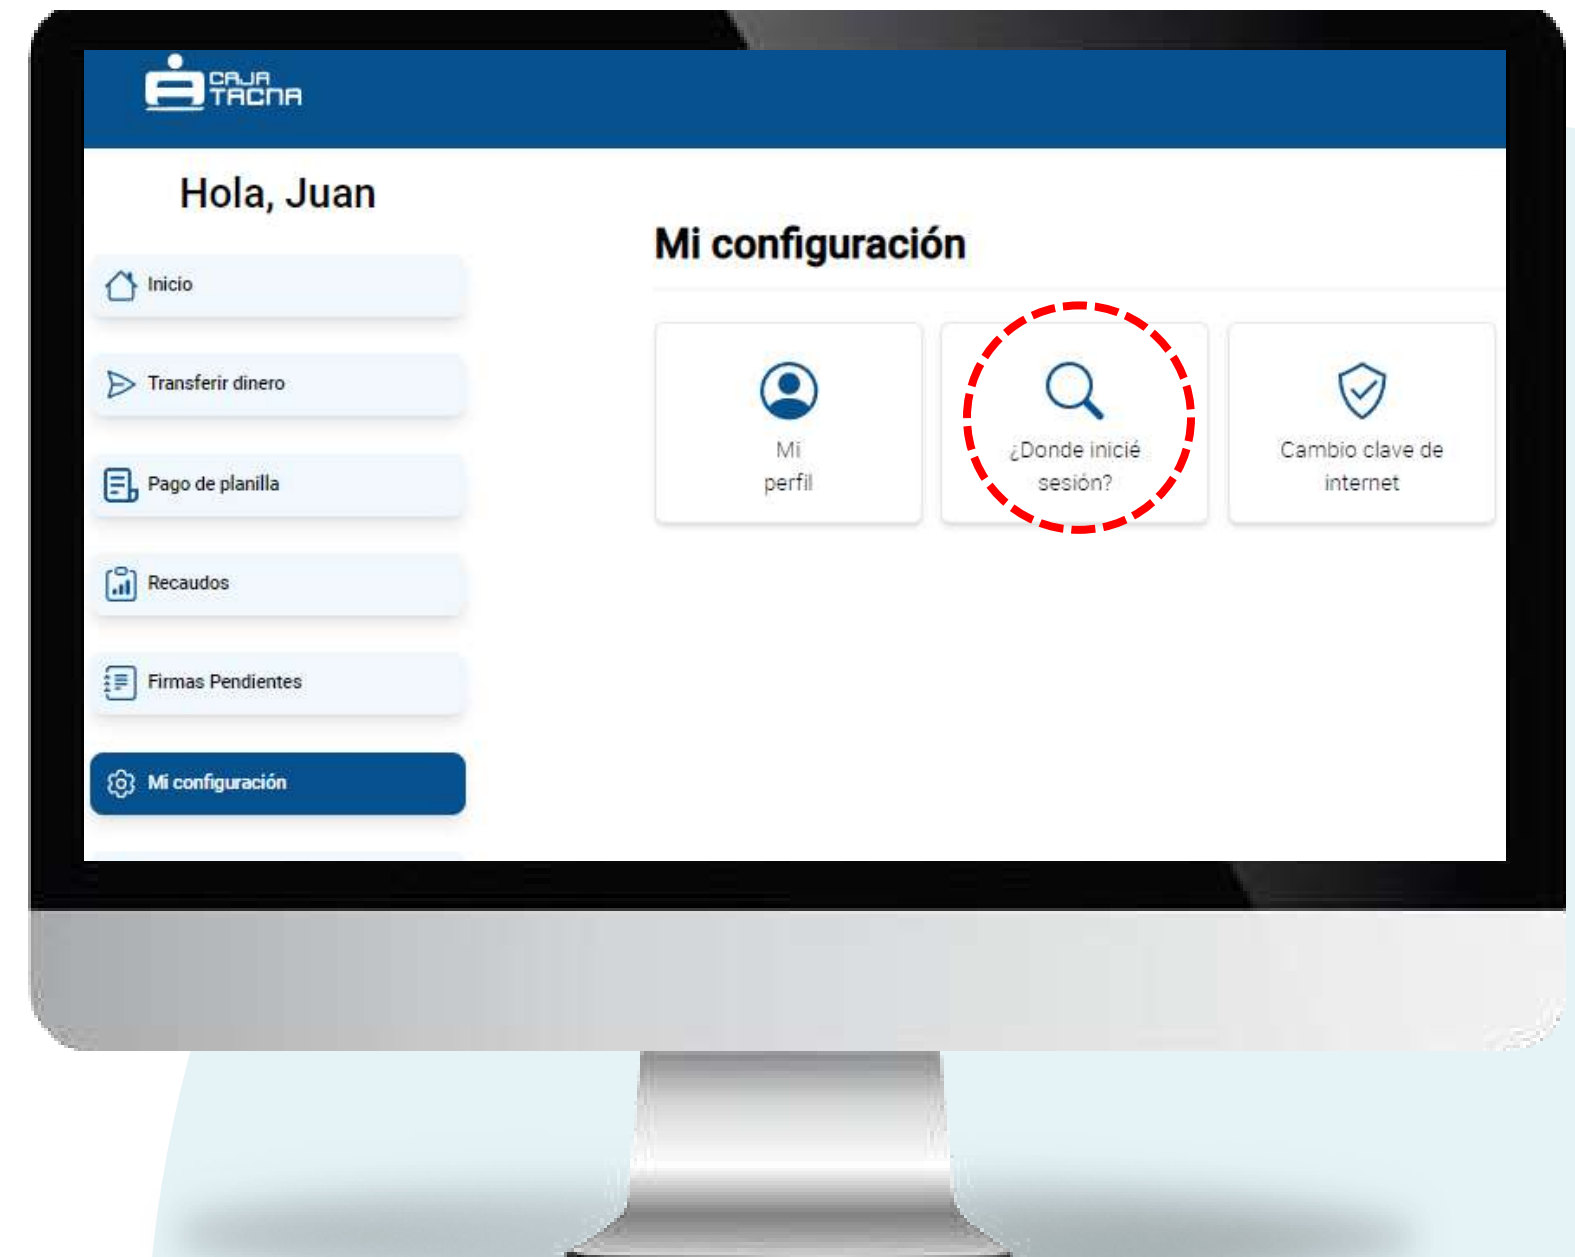 CAJA
TACNA
Hola, Juan
Inicio
Transferir dinero
Pago de planilla
Recaudos
Firmas Pendientes
Mi configuración
Mi configuración
Mi
perfil
¿Donde inicié
sesión?
Cambio clave de
internet